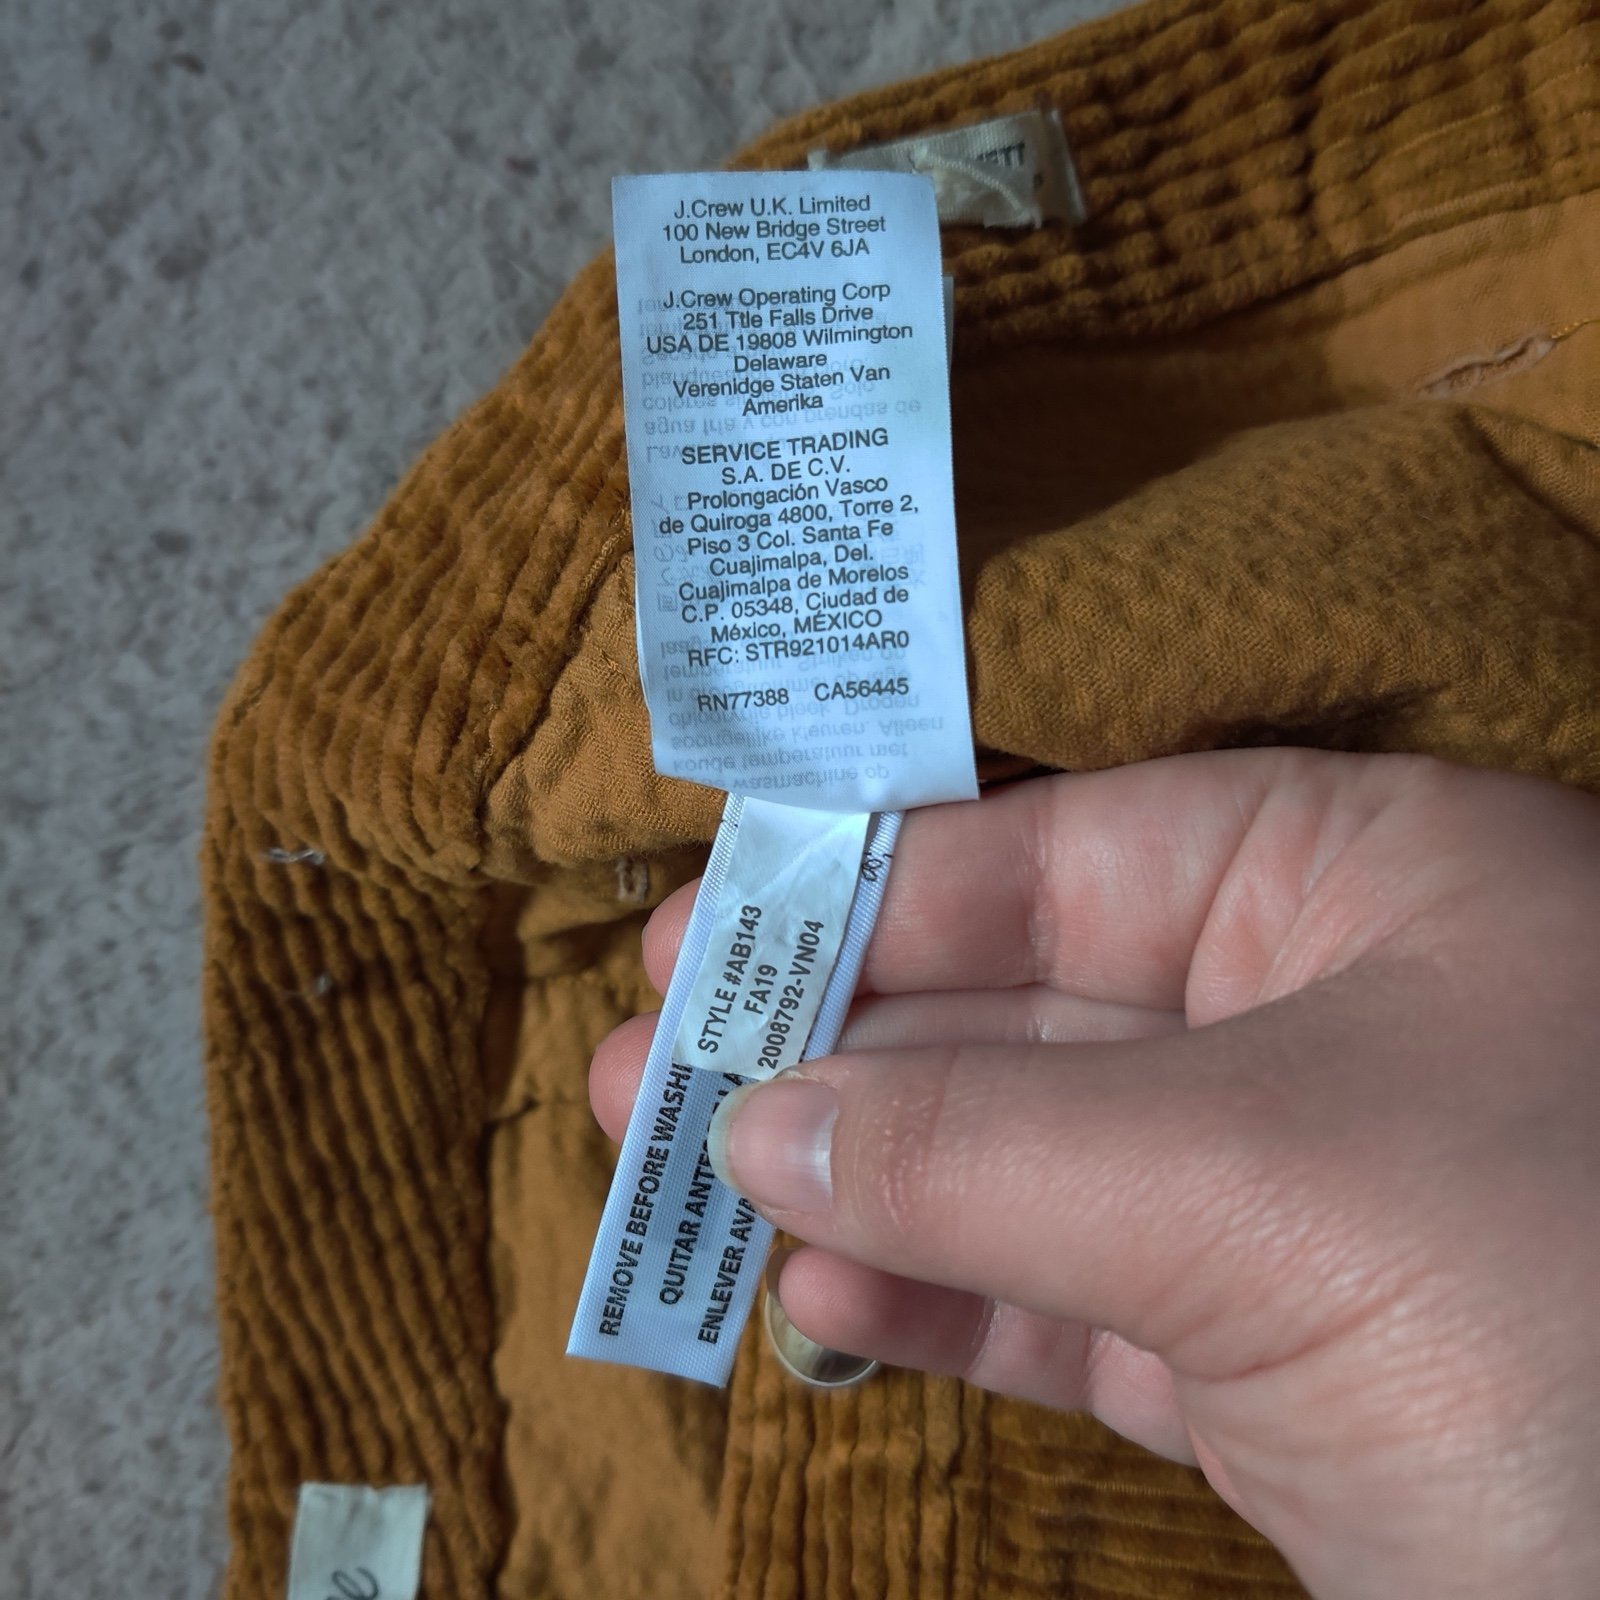 J.Crew U.K. Limited
100 New Bridge Street
London, EC4V 6JA
J.Crew Operating Corp
251 Ttle Falls Drive
USA DE 19808 Wilmington
Delaware
Verenidge Staten Van
Amerika
SERVICE TRADING
S.A. DE C.V.
Prolongación Vasco
de Quiroga 4800, Torre 2,
Piso 3 Col. Santa Fe
Cuajimalpa, Del.
Cuajimalpa de Morelos
C.P. 05348, Ciudad de
México, MÉXICO
RFC: STR921014AR0
RN77388 CA56445
STYLE #AB143
FA19
2008792-VN04
REMOVE BEFORE WASHI
QUITAR ANTE
ENLEVER AVA